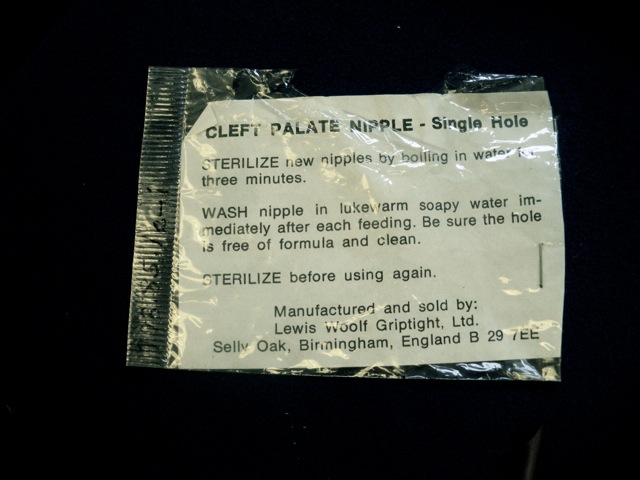 CLEFT PALATE NIPPLE - Single Hole
STERILIZE new nipples by boiling in water for
three minutes.
WASH nipple in lukewarm soapy water im-
mediately after each feeding. Be sure the hole
is free of formula and clean.
STERILIZE before using again.
Manufactured and sold by:
Lewis Woolf Griptight, Ltd.
Selly Oak, Birmingham, England B 29 7EE